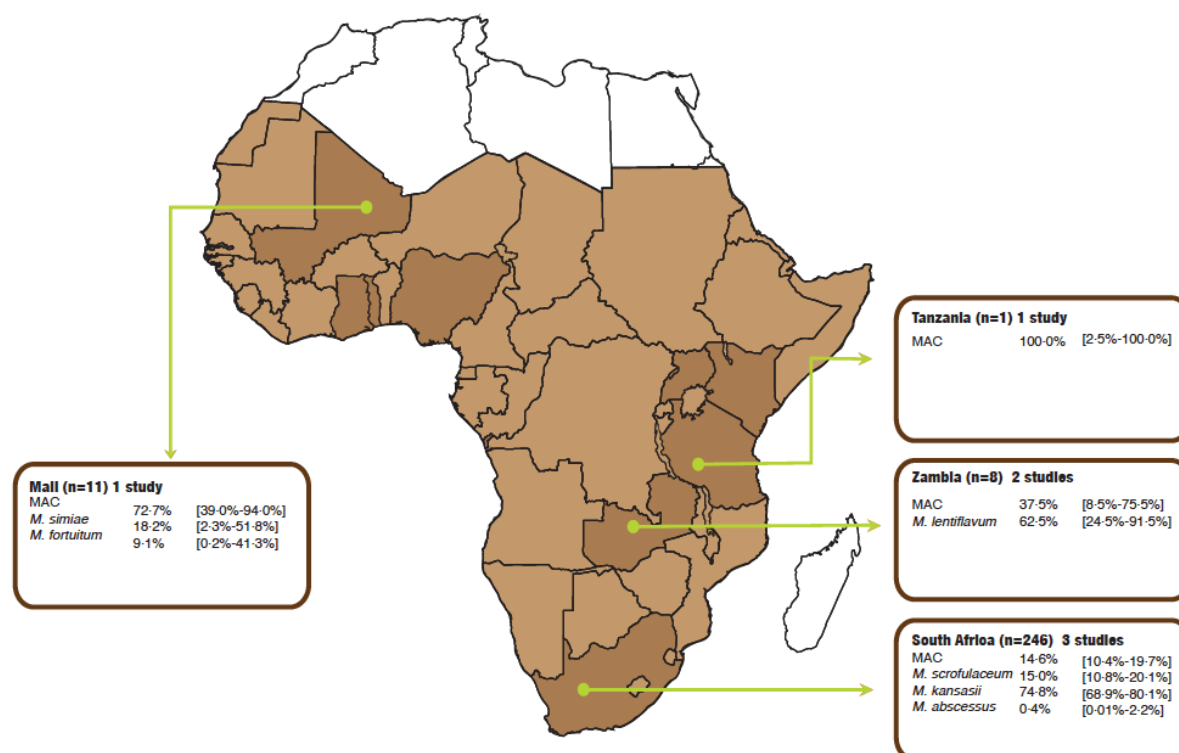 Tanzania (n=1) 1 study
MAC 100·0% [2·5%-100·0%]
Mali (n=11) 1 study
MAC 72·7% [39·0%-94·0%]
M. simiae 18·2% [2·3%-51·8%]
M. fortuitum 9·1% [0·2%-41·3%]
Zambia (n=8) 2 studies
MAC 37·5% [8·5%-75·5%]
M. lentiflavum 62·5% [24·5%-91·5%]
South Africa (n=246) 3 studies
MAC 14·6% [10·4%-19·7%]
M. scrofulaceum 15·0% [10·8%-20·1%]
M. kansasii 74·8% [68·9%-80·1%]
M. abscessus 0·4% [0·01%-2·2%]